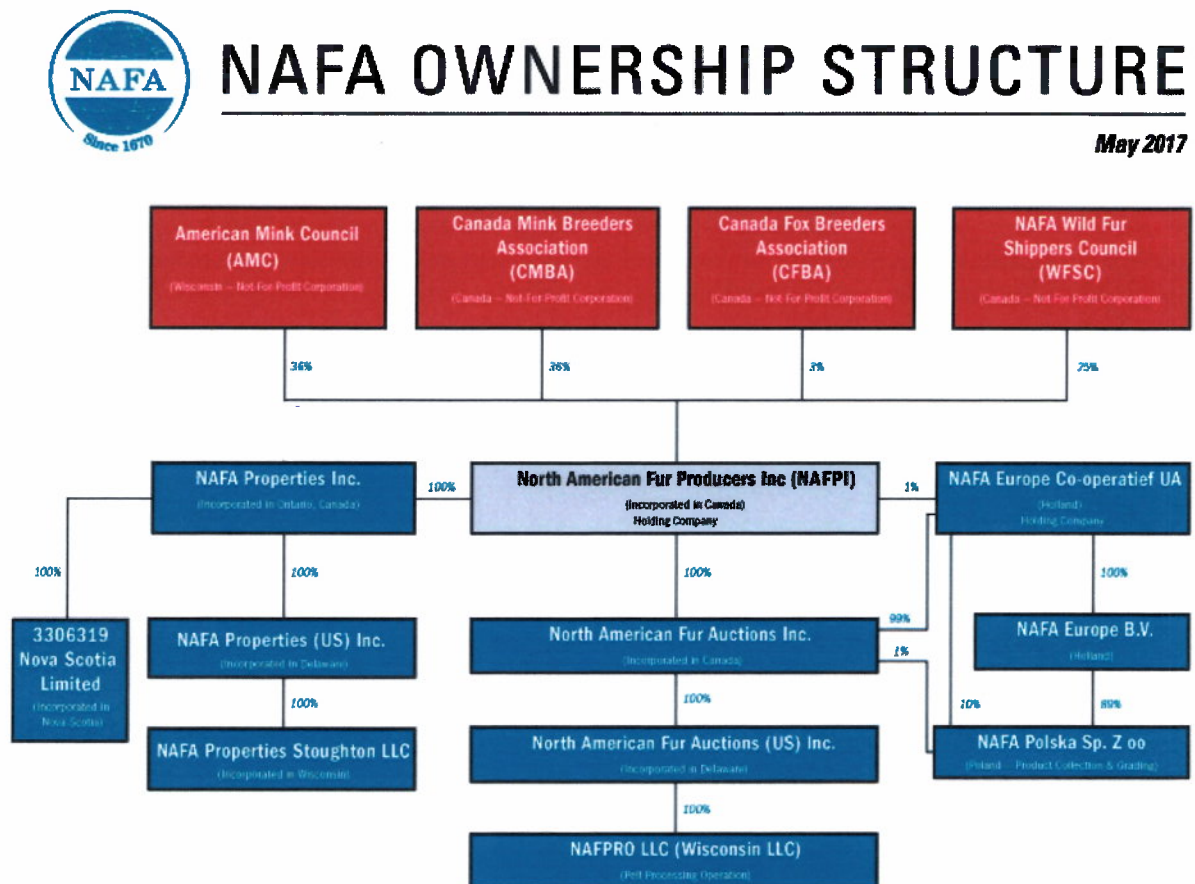 NAFA
Since 1670
NAFA OWNERSHIP STRUCTURE
May 2017
American Mink Council
(AMC)
(Wisconsin – Not For Profit Corporation)
Canada Mink Breeders
Association
(CMBA)
(Canada – Not-For Profit Corporation)
Canada Fox Breeders
Association
(CFBA)
(Canada – Not For Profit Corporation)
NAFA Wild Fur
Shippers Council
(WFSC)
(Canada – Not For Profit Corporation)
36%
36%
3%
25%
NAFA Properties Inc.
(Incorporated in Ontario, Canada)
100%
North American Fur Producers Inc (NAFPI)
(Incorporated in Canada)
Holding Company
1%
NAFA Europe Co-operatief UA
(Holland)
Holding Company
100%
100%
100%
100%
3306319
Nova Scotia
Limited
(Incorporated in
Nova Scotia)
NAFA Properties (US) Inc.
(Incorporated in Delaware)
North American Fur Auctions Inc.
(Incorporated in Canada)
99%
1%
NAFA Europe B.V.
(Holland)
100%
100%
10%
89%
NAFA Properties Stoughton LLC
(Incorporated in Wisconsin)
North American Fur Auctions (US) Inc.
(Incorporated in Delaware)
NAFA Polska Sp. Z oo
(Poland – Product Collection & Grading)
100%
NAFPRO LLC (Wisconsin LLC)
(Pelt Processing Operation)